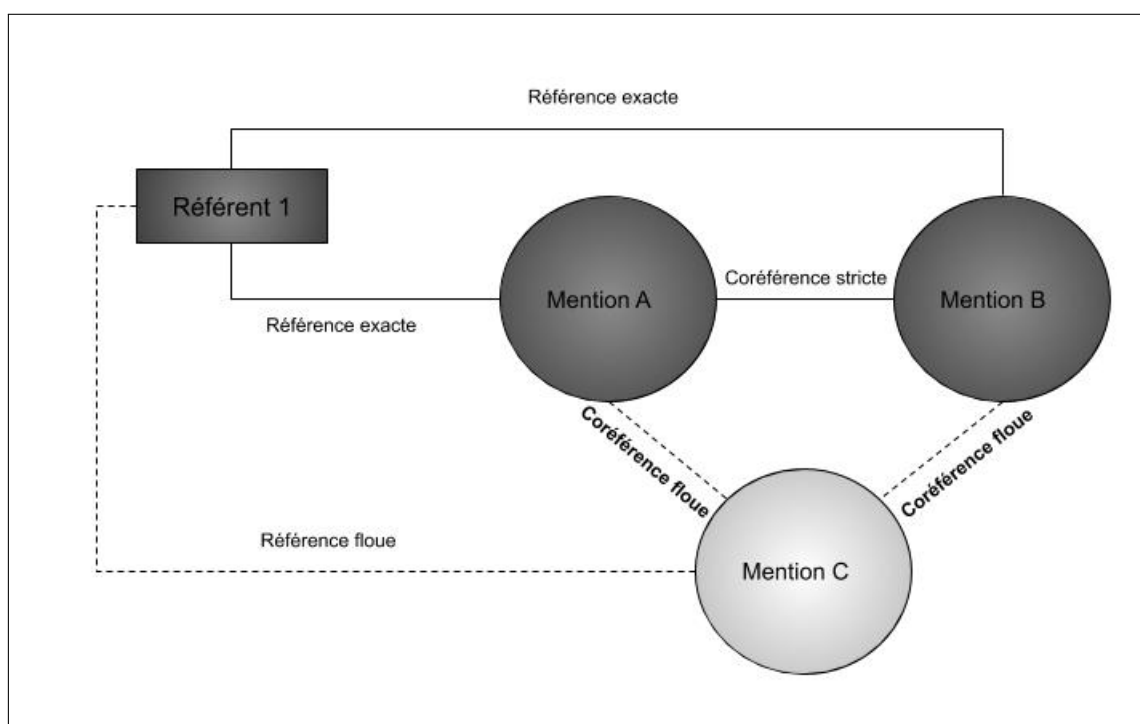 Référence exacte
Référent 1
Coréférence stricte
Mention A
Mention B
Référence exacte
Coréférence floue
Coréférence floue
Référence floue
Mention C